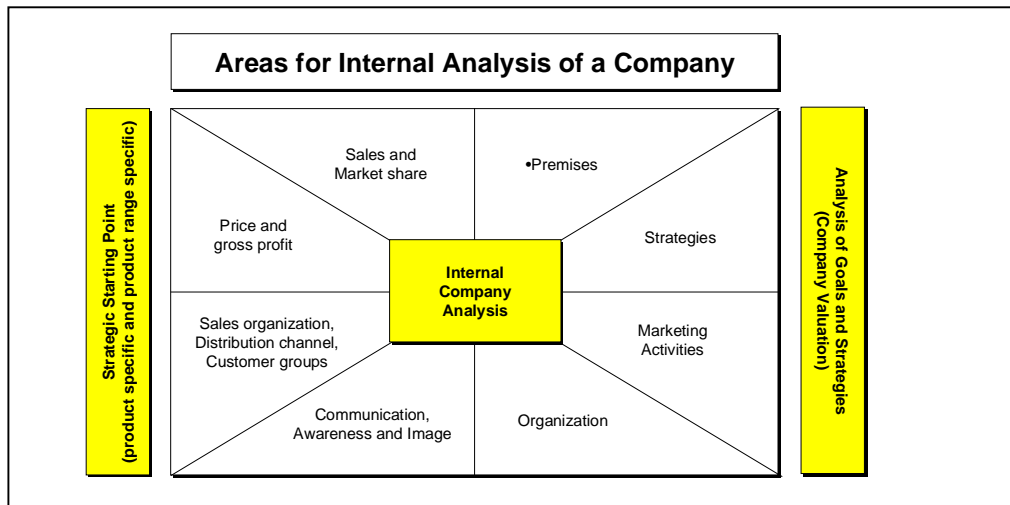 Areas for Internal Analysis of a Company
Strategic Starting Point
(product specific and product range specific)
Sales and
Market share
•Premises
Price and
gross profit
Strategies
Internal
Company
Analysis
Sales organization,
Distribution channel,
Customer groups
Marketing
Activities
Communication,
Awareness and Image
Organization
Analysis of Goals and Strategies
(Company Valuation)